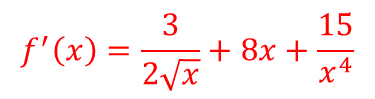 f′(x) = 3/(2√x) + 8x + 15/x⁴